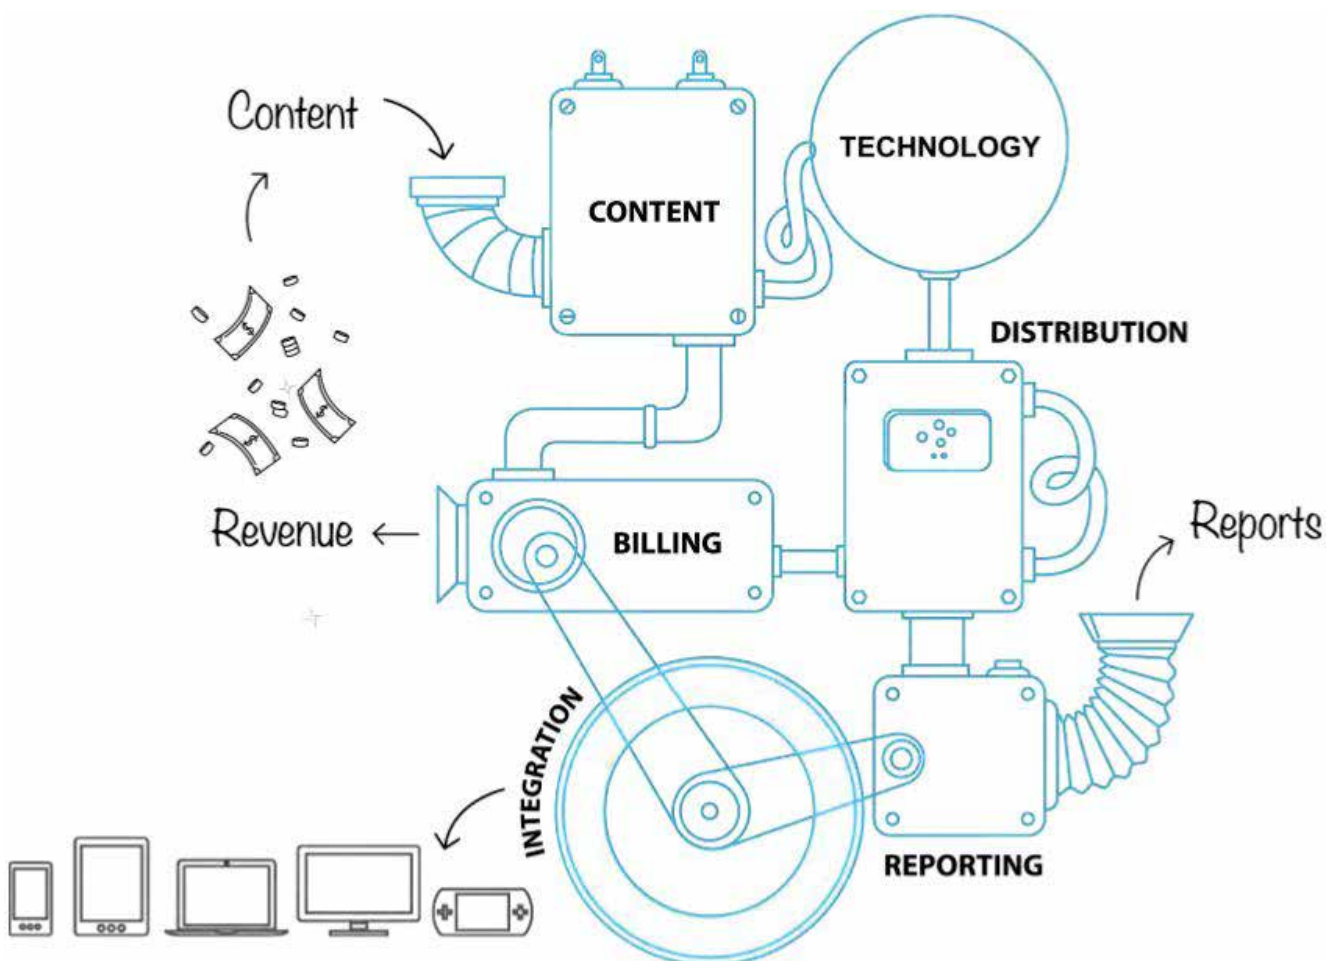 Content
TECHNOLOGY
CONTENT
DISTRIBUTION
Revenue
BILLING
Reports
INTEGRATION
REPORTING
$
$
$